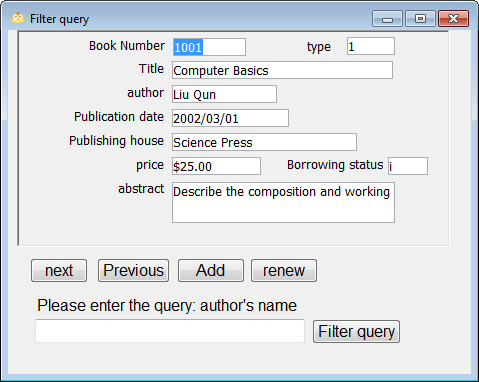 Filter query
Book Number 1001 type 1
Title Computer Basics
author Liu Qun
Publication date 2002/03/01
Publishing house Science Press
price $25.00 Borrowing status i
abstract Describe the composition and working
next Previous Add renew
Please enter the query: author's name
Filter query